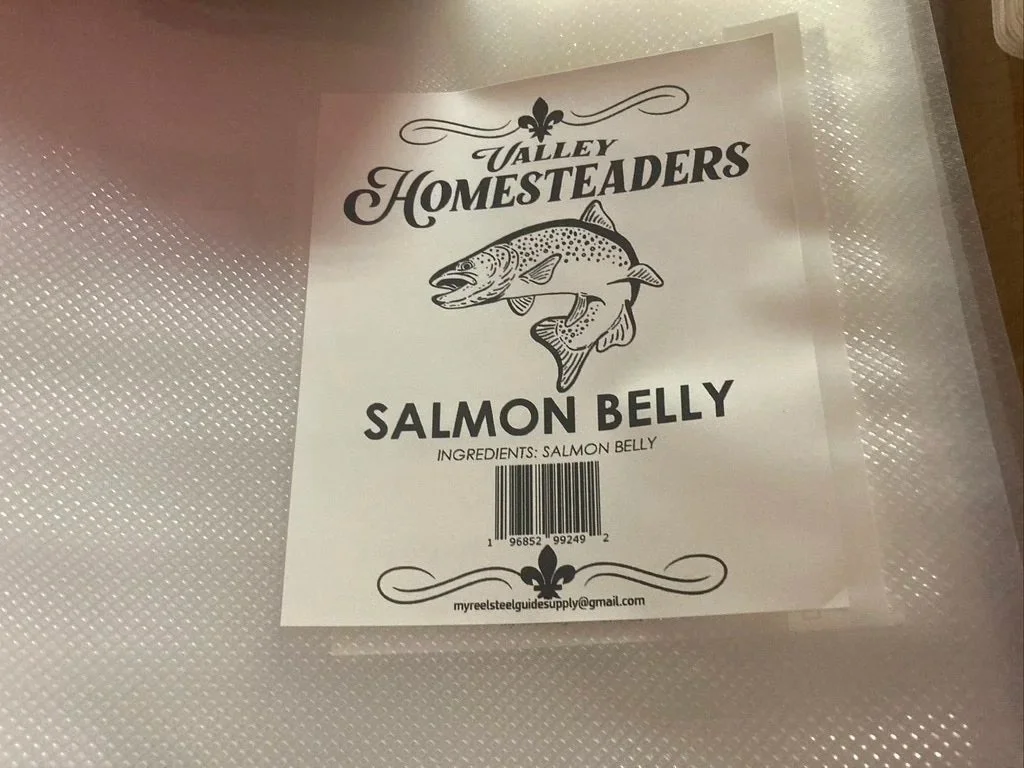 VALLEY
HOMESTEADERS
SALMON BELLY
INGREDIENTS: SALMON BELLY
1 96852 99249 2
myreelsteelguidesupply@gmail.com